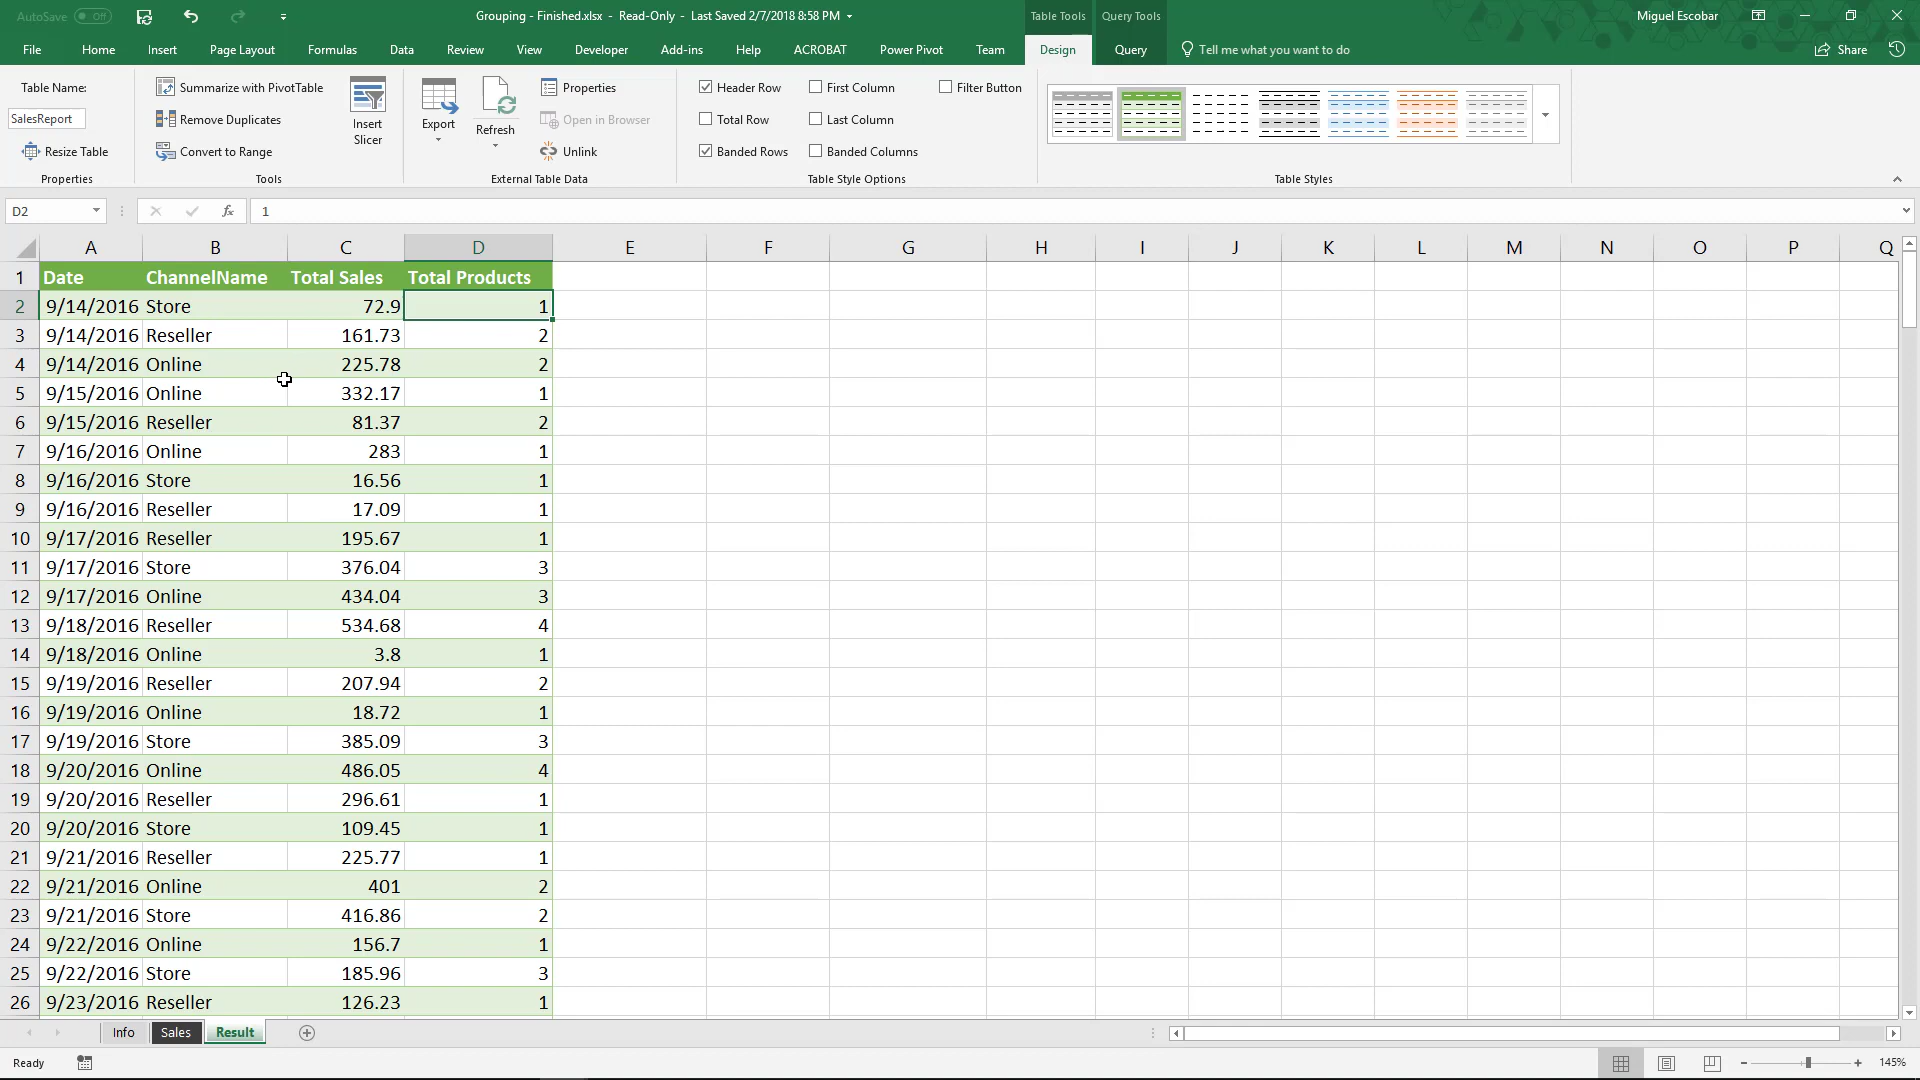 AutoSave Off Grouping - Finished.xlsx - Read-Only - Last Saved 2/7/2018 8:58 PM Table Tools Query Tools Miguel Escobar
File Home Insert Page Layout Formulas Data Review View Developer Add-ins Help ACROBAT Power Pivot Team Design Query Tell me what you want to do Share
Table Name: Summarize with PivotTable Properties Header Row First Column Filter Button
SalesReport Remove Duplicates Insert Slicer Export Refresh Open in Browser Total Row Last Column
Resize Table Convert to Range Unlink Banded Rows Banded Columns
Properties Tools External Table Data Table Style Options Table Styles
D2 fx 1
A B C D E F G H I J K L M N O P Q
1 Date ChannelName Total Sales Total Products
2 9/14/2016 Store 72.9 1
3 9/14/2016 Reseller 161.73 2
4 9/14/2016 Online 225.78 2
5 9/15/2016 Online 332.17 1
6 9/15/2016 Reseller 81.37 2
7 9/16/2016 Online 283 1
8 9/16/2016 Store 16.56 1
9 9/16/2016 Reseller 17.09 1
10 9/17/2016 Reseller 195.67 1
11 9/17/2016 Store 376.04 3
12 9/17/2016 Online 434.04 3
13 9/18/2016 Reseller 534.68 4
14 9/18/2016 Online 3.8 1
15 9/19/2016 Reseller 207.94 2
16 9/19/2016 Online 18.72 1
17 9/19/2016 Store 385.09 3
18 9/20/2016 Online 486.05 4
19 9/20/2016 Reseller 296.61 1
20 9/20/2016 Store 109.45 1
21 9/21/2016 Reseller 225.77 1
22 9/21/2016 Online 401 2
23 9/21/2016 Store 416.86 2
24 9/22/2016 Online 156.7 1
25 9/22/2016 Store 185.96 3
26 9/23/2016 Reseller 126.23 1
Info Sales Result
Ready 145%